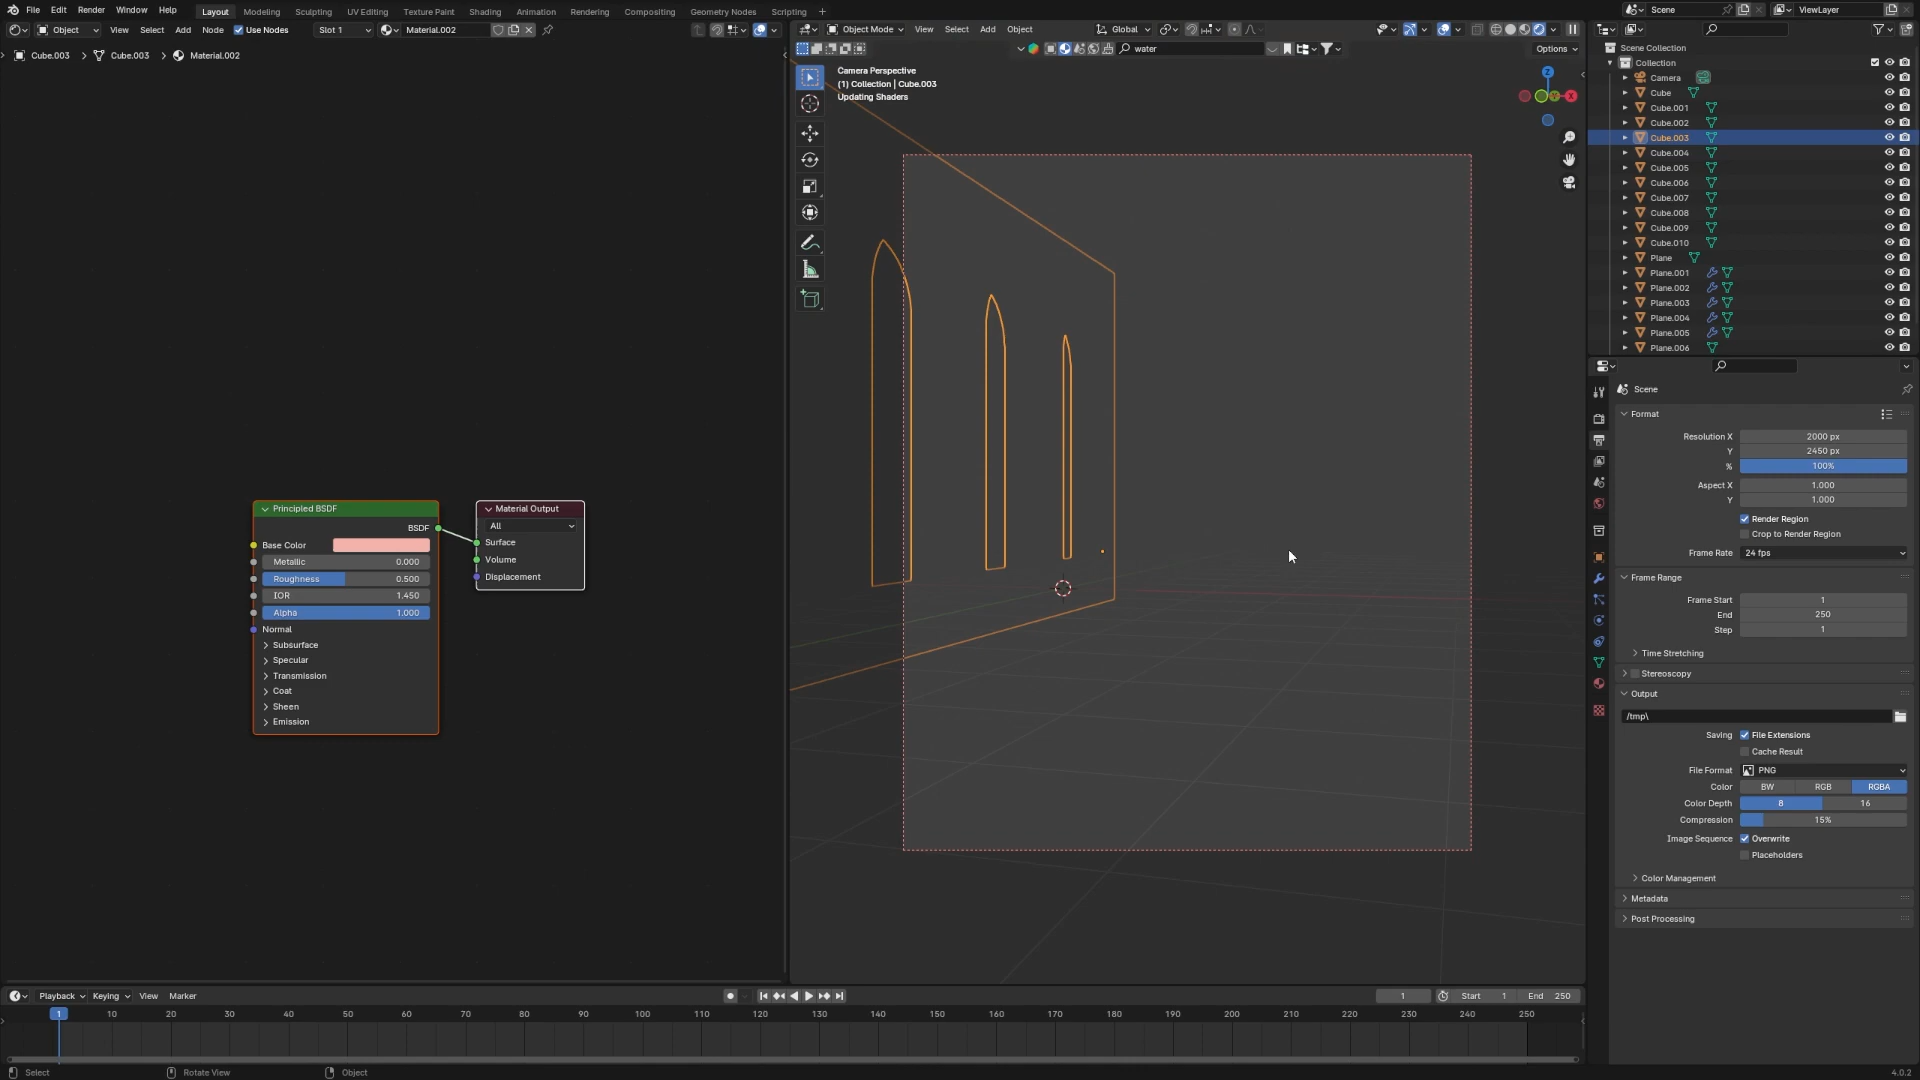 File Edit Render Window Help Layout Modeling Sculpting UV Editing Texture Paint Shading Animation Rendering Compositing Geometry Nodes Scripting + Scene ViewLayer
Object View Select Add Node Use Nodes Slot 1 Material.002
Object Mode View Select Add Object Global
water Options
Cube.003 Cube.003 Material.002
Camera Perspective
(1) Collection | Cube.003
Updating Shaders
Z
X
Principled BSDF
BSDF
Base Color
Metallic 0.000
Roughness 0.500
IOR 1.450
Alpha 1.000
Normal
Subsurface
Specular
Transmission
Coat
Sheen
Emission
Material Output
All
Surface
Volume
Displacement
Scene Collection
Collection
Camera
Cube
Cube.001
Cube.002
Cube.003
Cube.004
Cube.005
Cube.006
Cube.007
Cube.008
Cube.009
Cube.010
Plane
Plane.001
Plane.002
Plane.003
Plane.004
Plane.005
Plane.006
Scene
Format
Resolution X 2000 px
Y 2450 px
% 100%
Aspect X 1.000
Y 1.000
Render Region
Crop to Render Region
Frame Rate 24 fps
Frame Range
Frame Start 1
End 250
Step 1
Time Stretching
Stereoscopy
Output
/tmp\
Saving File Extensions
Cache Result
File Format PNG
Color BW RGB RGBA
Color Depth 8 16
Compression 15%
Image Sequence Overwrite
Placeholders
Color Management
Metadata
Post Processing
Playback Keying View Marker 1 Start 1 End 250
1 10 20 30 40 50 60 70 80 90 100 110 120 130 140 150 160 170 180 190 200 210 220 230 240 250
Select Rotate View Object 4.0.2